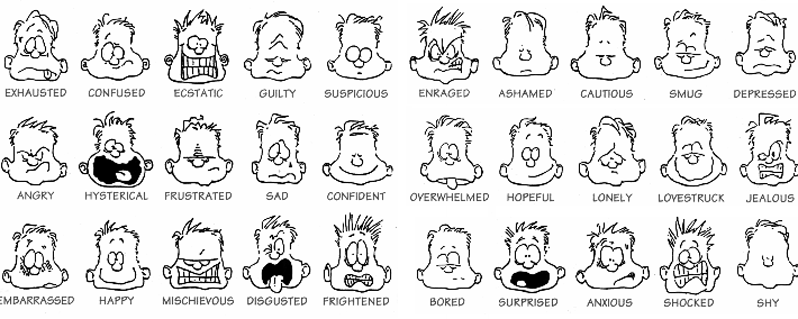 EXHAUSTED CONFUSED ECSTATIC GUILTY SUSPICIOUS ENRAGED ASHAMED CAUTIOUS SMUG DEPRESSED
ANGRY HYSTERICAL FRUSTRATED SAD CONFIDENT OVERWHELMED HOPEFUL LONELY LOVESTRUCK JEALOUS
EMBARRASSED HAPPY MISCHIEVOUS DISGUSTED FRIGHTENED BORED SURPRISED ANXIOUS SHOCKED SHY